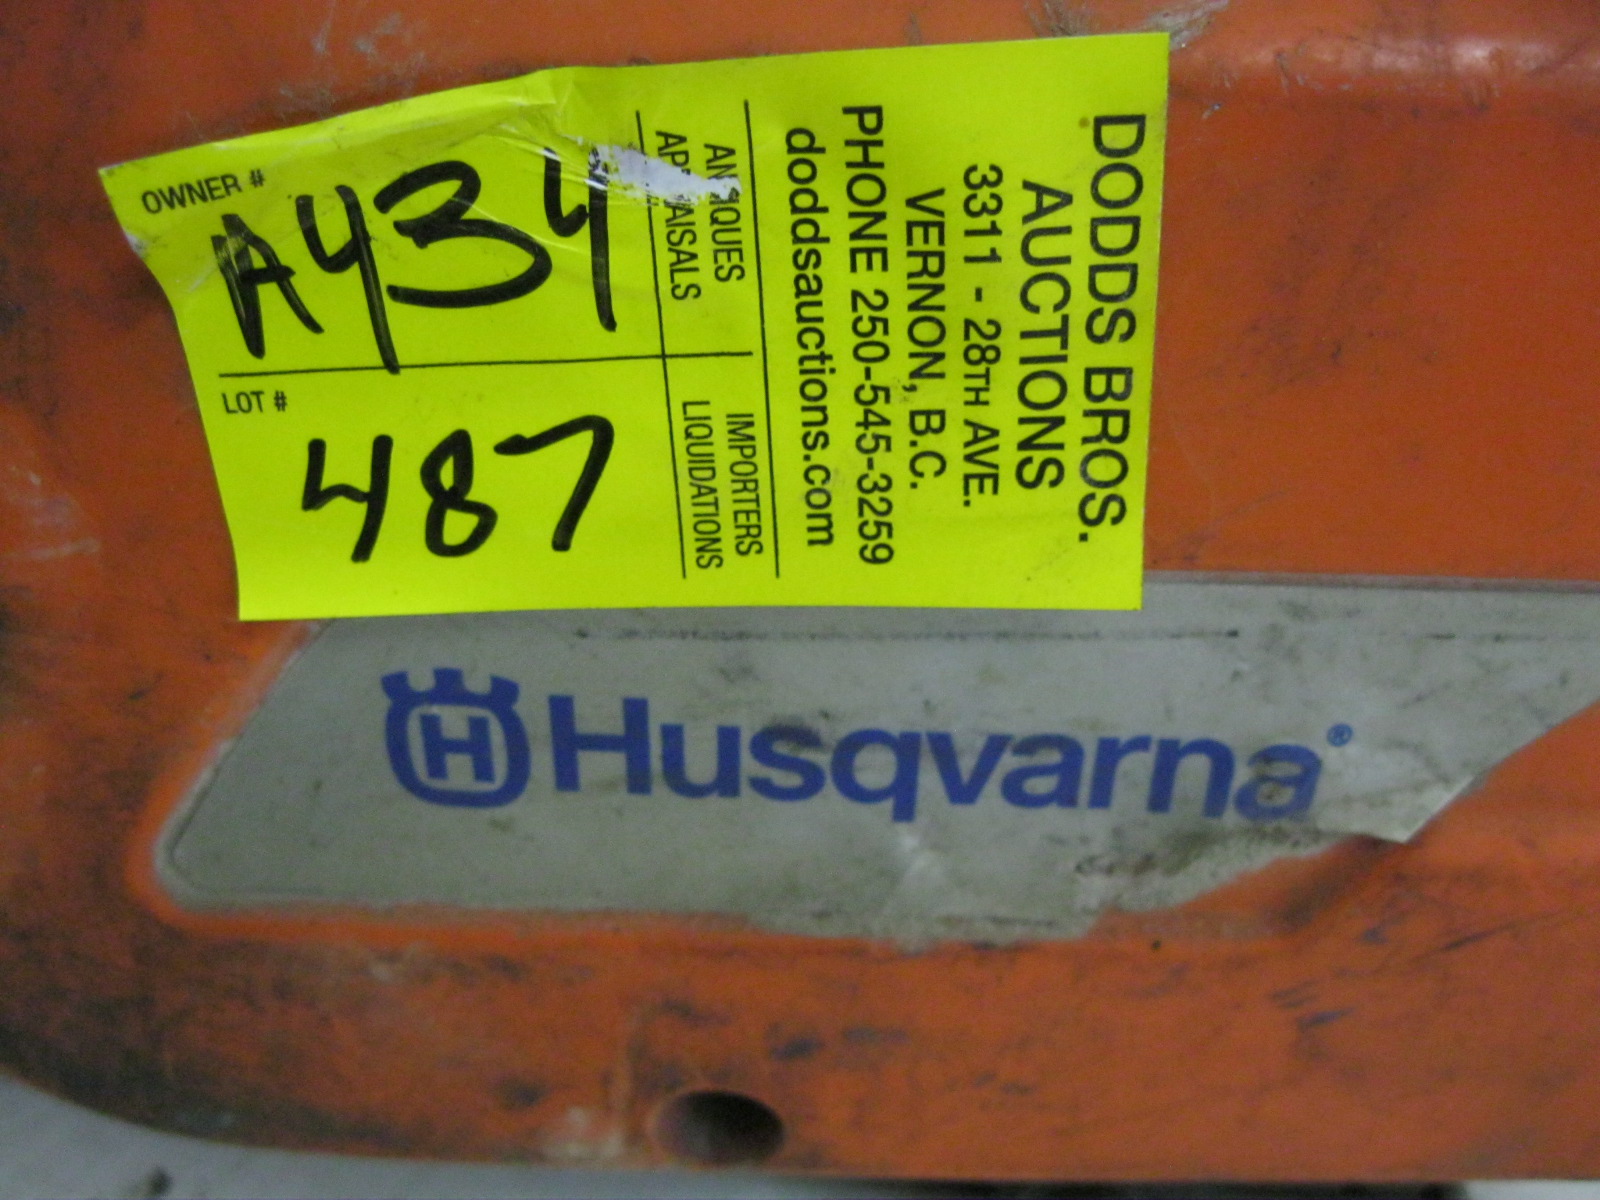 DODDS BROS.
AUCTIONS
3311 - 28TH AVE.
VERNON, B.C.
PHONE 250-545-3259
doddsauctions.com
IMPORTERS
LIQUIDATIONS
OWNER #
A434
LOT #
487
H Husqvarna®